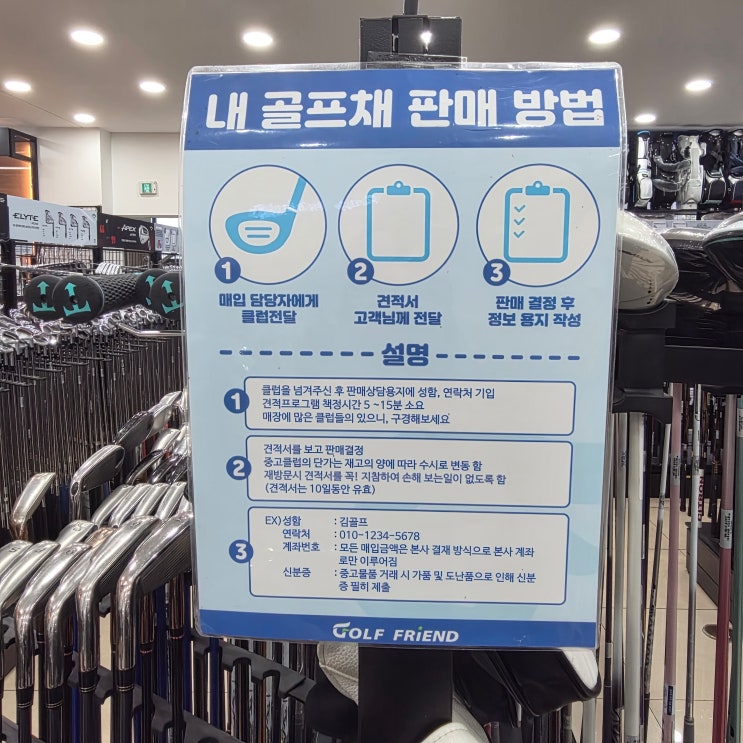 내 골프채 판매 방법
1
매입 담당자에게
클럽전달
2
견적서
고객님께 전달
3
판매 결정 후
정보 용지 작성
설명
1
클럽을 넘겨주신 후 판매상담용지에 성함, 연락처 기입
견적프로그램 책정시간 5 ~15분 소요
매장에 많은 클럽들의 있으니, 구경해보세요
2
견적서를 보고 판매결정
중고클럽의 단가는 재고의 양에 따라 수시로 변동 함
재방문시 견적서를 꼭! 지참하여 손해 보는일이 없도록 함
(견적서는 10일동안 유효)
3
EX) 성함 : 김골프
연락처 : 010-1234-5678
계좌번호 : 모든 매입금액은 본사 결재 방식으로 본사 계좌
로만 이루어짐
신분증 : 중고물품 거래 시 가품 및 도난품으로 인해 신분
증 필히 제출
GOLF FRiEND
ELYTE
APEX